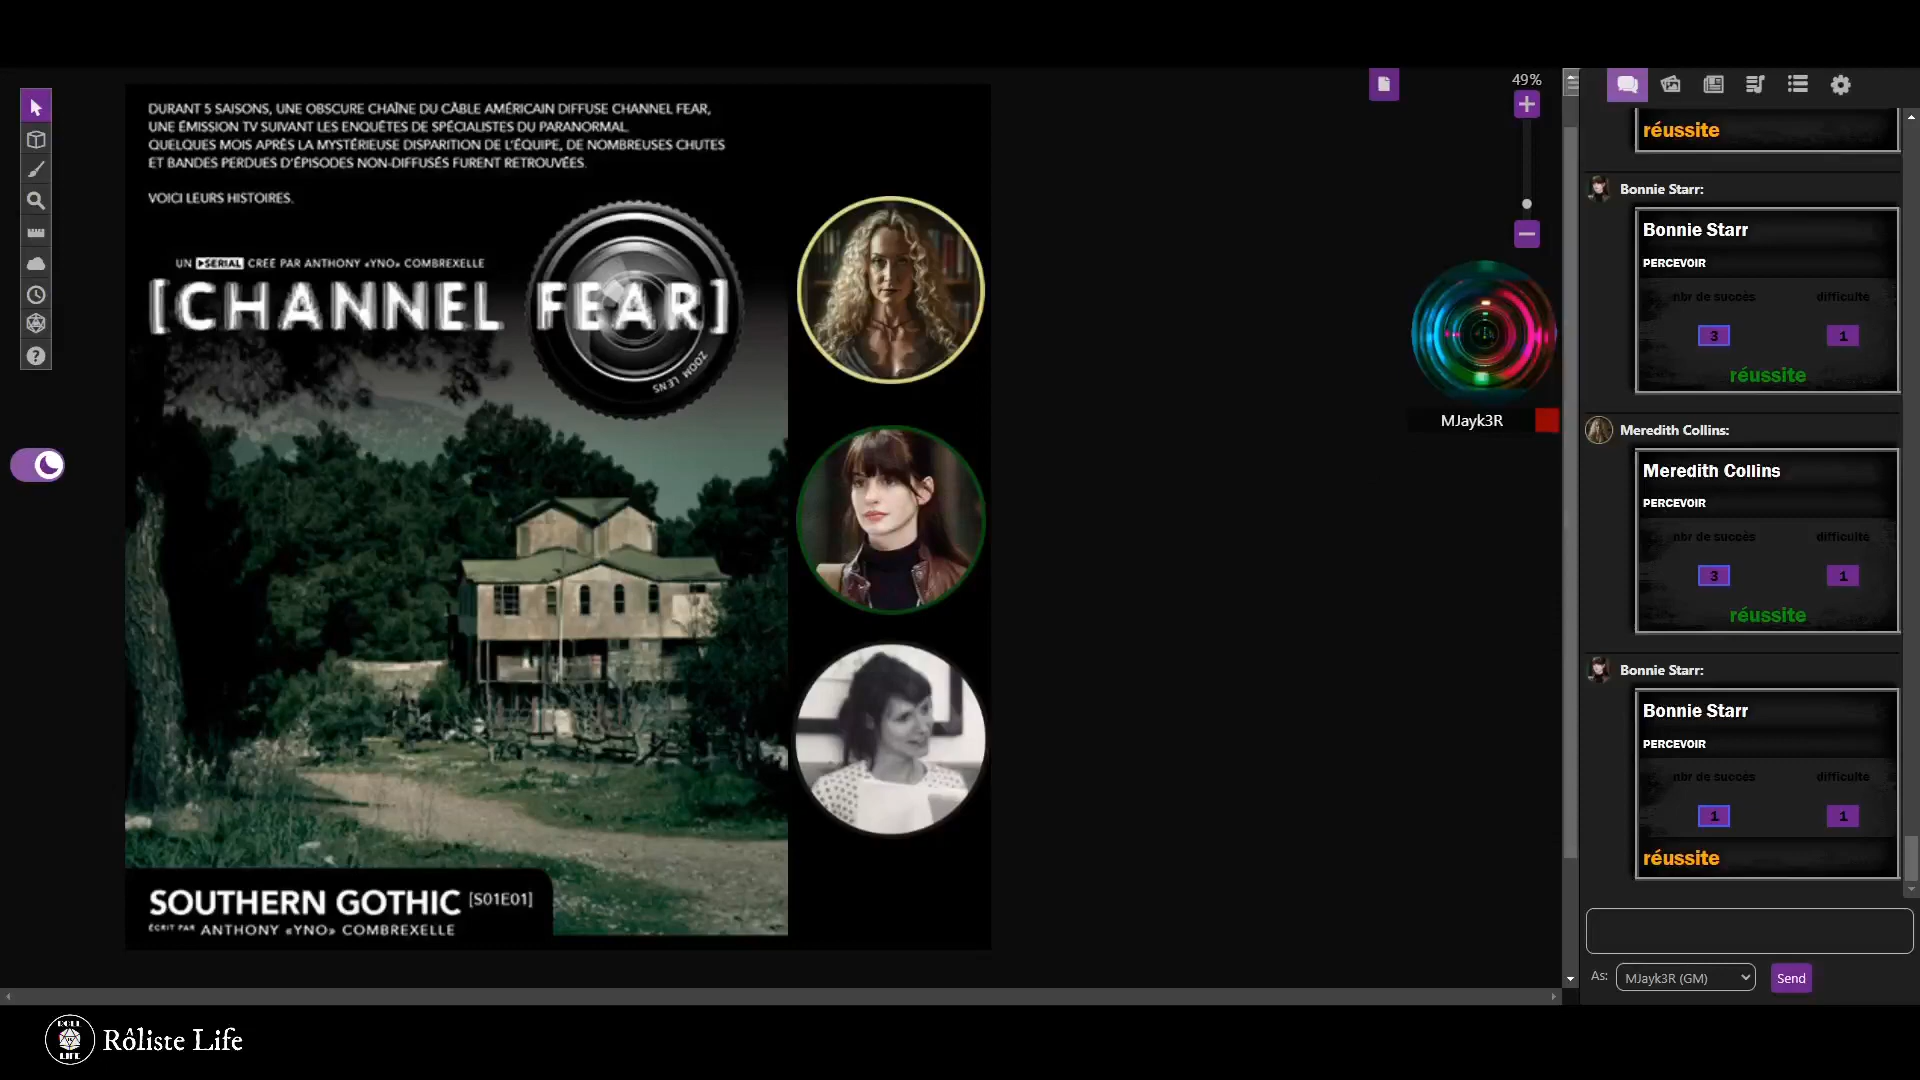 DURANT 5 SAISONS, UNE OBSCURE CHAÎNE DU CÂBLE AMÉRICAIN DIFFUSE CHANNEL FEAR,
UNE ÉMISSION TV SUIVANT LES ENQUÊTES DE SPÉCIALISTES DU PARANORMAL.
QUELQUES MOIS APRÈS LA MYSTÉRIEUSE DISPARITION DE L'ÉQUIPE, DE NOMBREUSES CHUTES
ET BANDES PERDUES D'ÉPISODES NON-DIFFUSÉS FURENT RETROUVÉES.
VOICI LEURS HISTOIRES.
UN SERIAL CRÉÉ PAR ANTHONY «YNO» COMBREXELLE
[CHANNEL FEAR]
ZOOM LENS
SOUTHERN GOTHIC [S01E01]
ÉCRIT PAR ANTHONY «YNO» COMBREXELLE
49%
MJayk3R
réussite
Bonnie Starr:
Bonnie Starr
PERCEVOIR
nbr de succès difficulté
3 1
réussite
Meredith Collins:
Meredith Collins
PERCEVOIR
nbr de succès difficulté
3 1
réussite
Bonnie Starr:
Bonnie Starr
PERCEVOIR
nbr de succès difficulté
1 1
réussite
As: MJayk3R (GM) Send
ROLL
LIFE
Rôliste Life